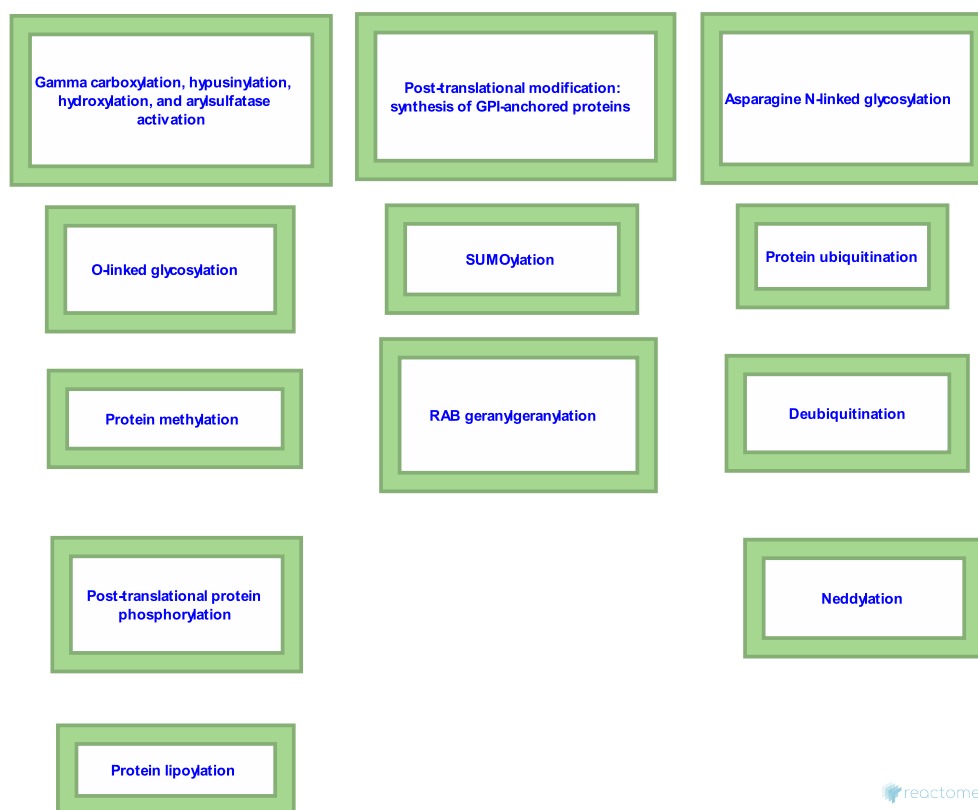 Gamma carboxylation, hypusinylation,
hydroxylation, and arylsulfatase
activation
Post-translational modification:
synthesis of GPI-anchored proteins
Asparagine N-linked glycosylation
O-linked glycosylation
SUMOylation
Protein ubiquitination
Protein methylation
RAB geranylgeranylation
Deubiquitination
Post-translational protein
phosphorylation
Neddylation
Protein lipoylation
reactome